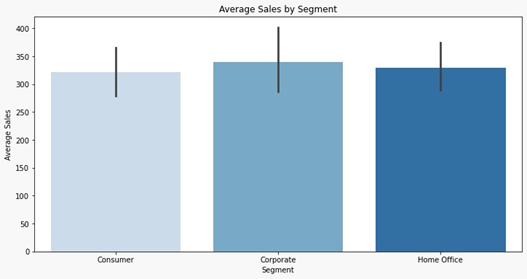 Average Sales by Segment
400
350
300
250
200
150
100
50
0
Average Sales
Consumer
Corporate
Home Office
Segment